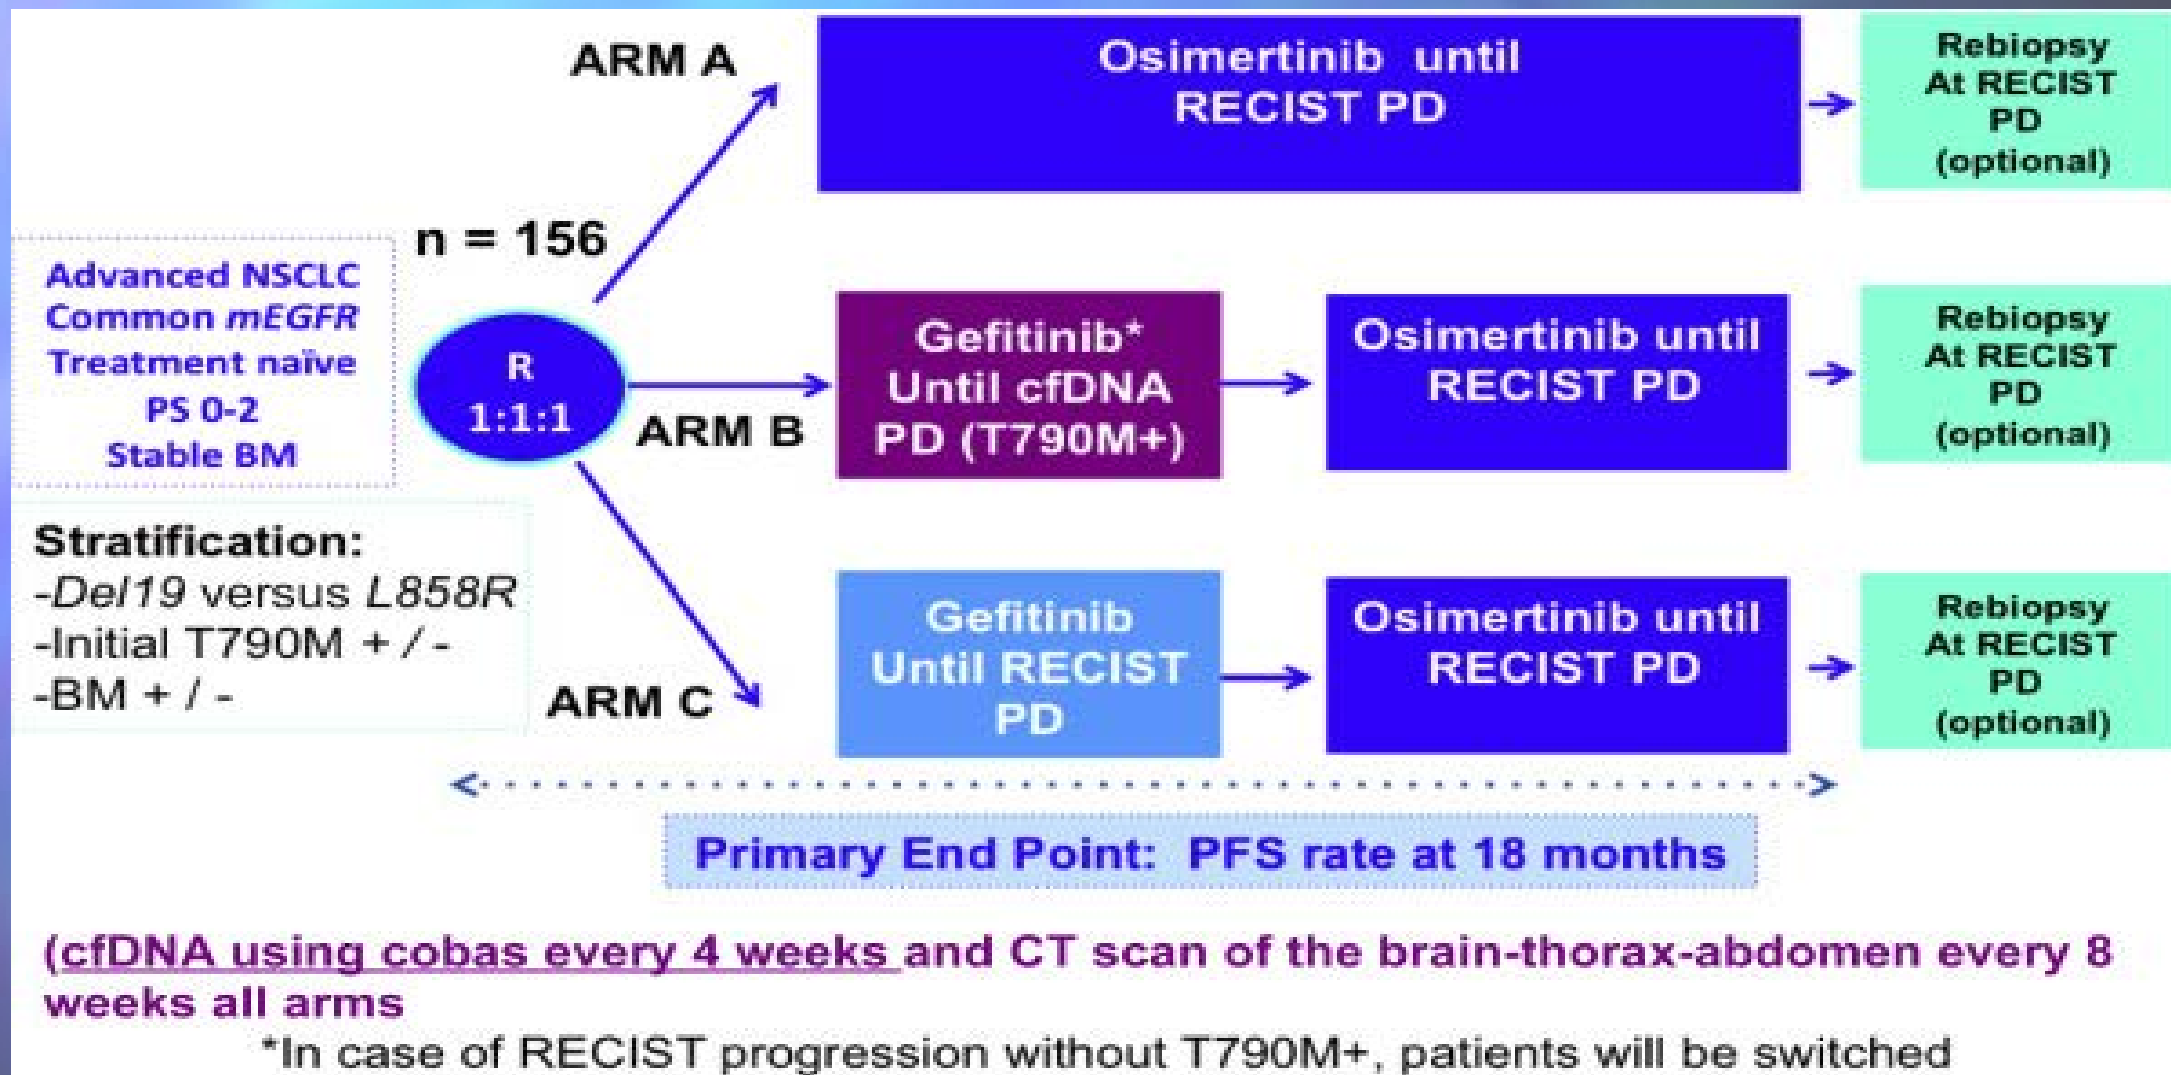 ARM A
Osimertinib until
RECIST PD
Rebiopsy
At RECIST
PD
(optional)
n = 156
Advanced NSCLC
Common mEGFR
Treatment naïve
PS 0-2
Stable BM
R
1:1:1
ARM B
Gefitinib*
Until cfDNA
PD (T790M+)
Osimertinib until
RECIST PD
Rebiopsy
At RECIST
PD
(optional)
Stratification:
-Del19 versus L858R
-Initial T790M + / -
-BM + / -
ARM C
Gefitinib
Until RECIST
PD
Osimertinib until
RECIST PD
Rebiopsy
At RECIST
PD
(optional)
Primary End Point: PFS rate at 18 months
(cfDNA using cobas every 4 weeks and CT scan of the brain-thorax-abdomen every 8
weeks all arms
*In case of RECIST progression without T790M+, patients will be switched